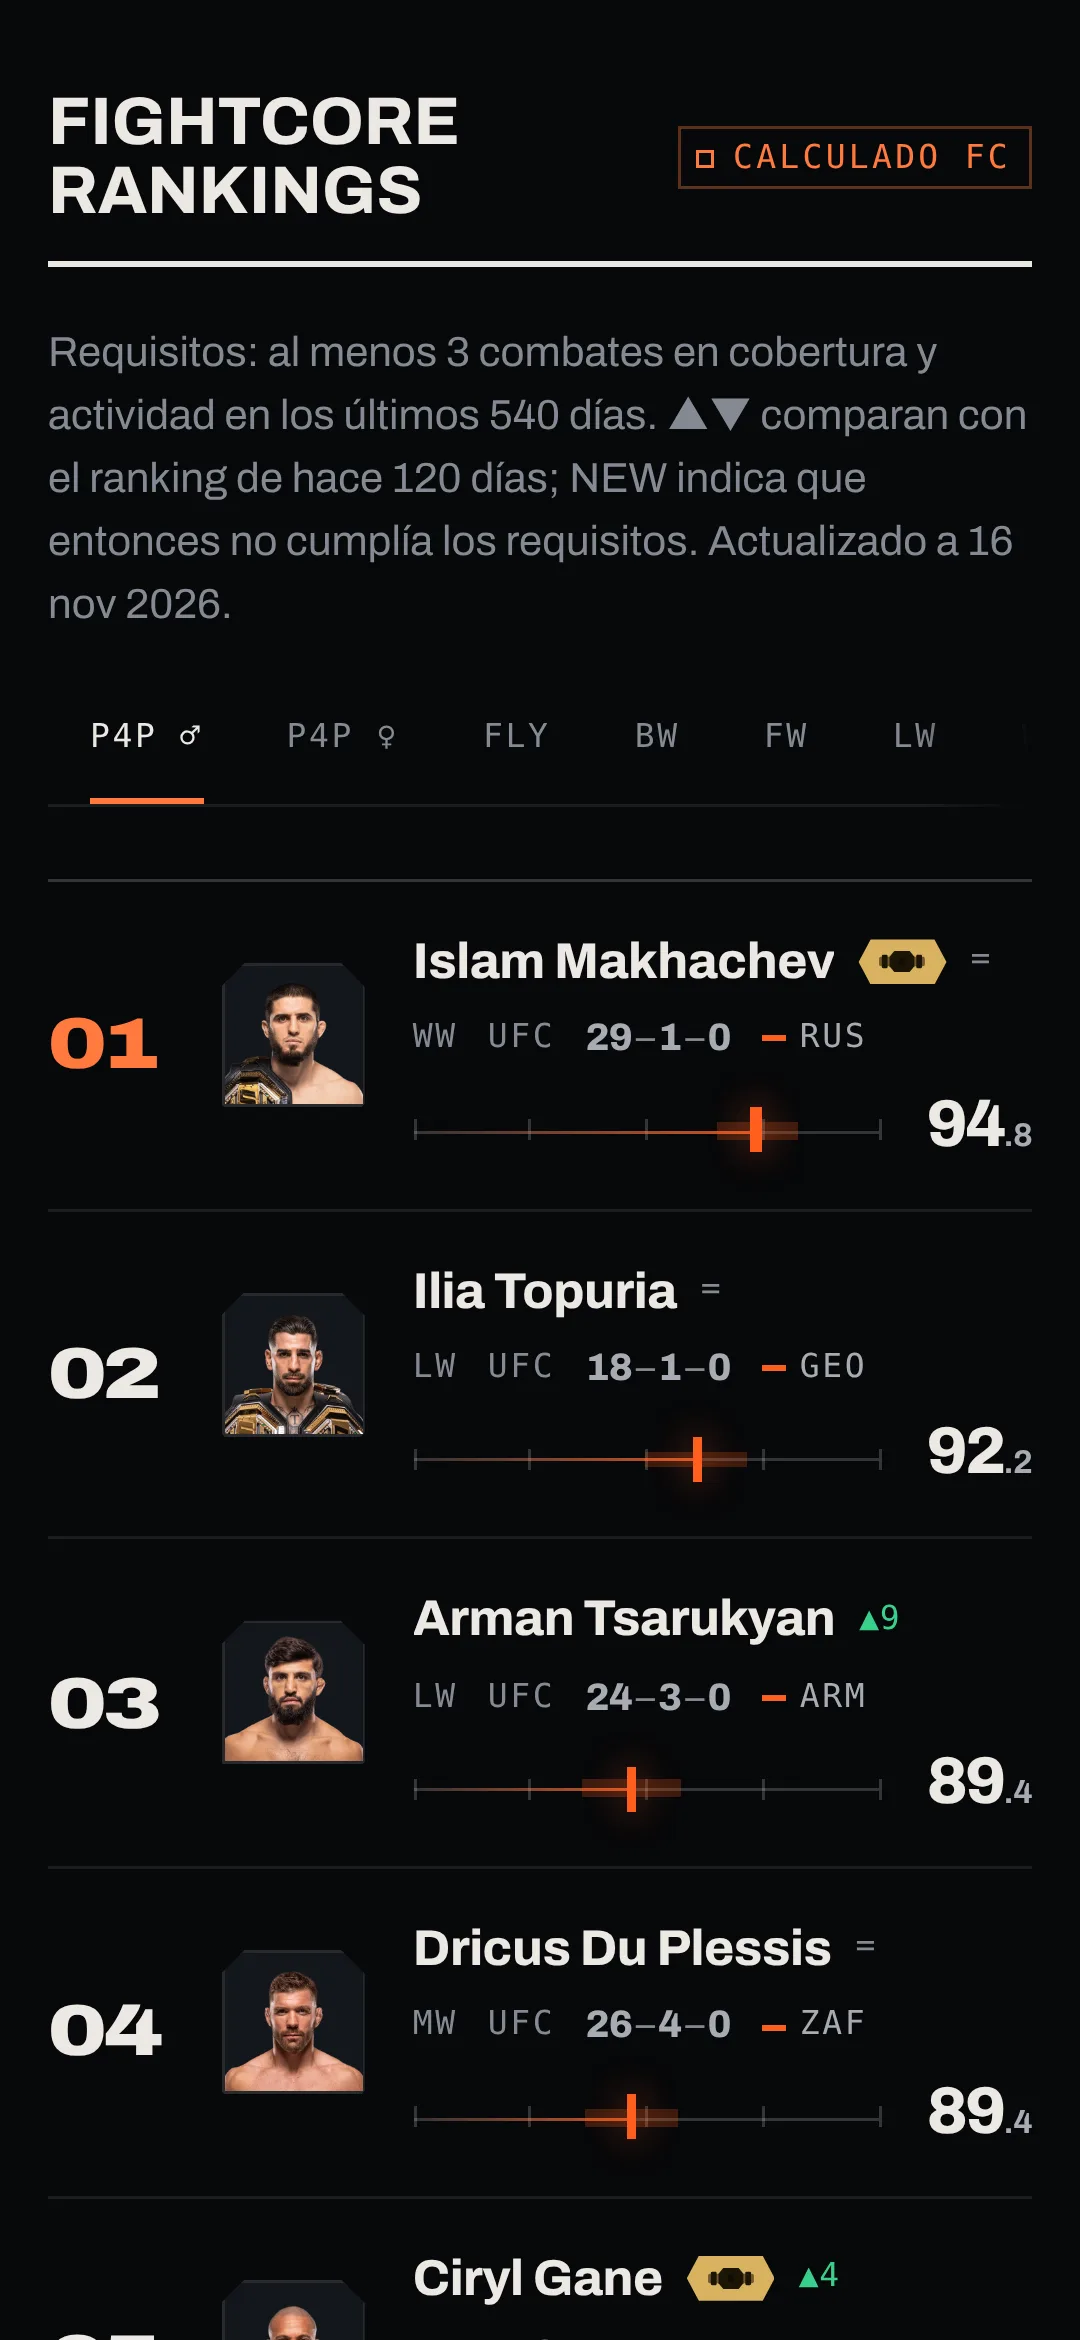 FIGHTCORE
RANKINGS
CALCULADO FC
Requisitos: al menos 3 combates en cobertura y
actividad en los últimos 540 días. ▲▼ comparan con
el ranking de hace 120 días; NEW indica que
entonces no cumplía los requisitos. Actualizado a 16
nov 2026.
P4P ♂ P4P ♀ FLY BW FW LW
01
Islam Makhachev =
WW UFC 29–1–0 RUS
94.8
02
Ilia Topuria =
LW UFC 18–1–0 GEO
92.2
03
Arman Tsarukyan ▲9
LW UFC 24–3–0 ARM
89.4
04
Dricus Du Plessis =
MW UFC 26–4–0 ZAF
89.4
Ciryl Gane ▲4